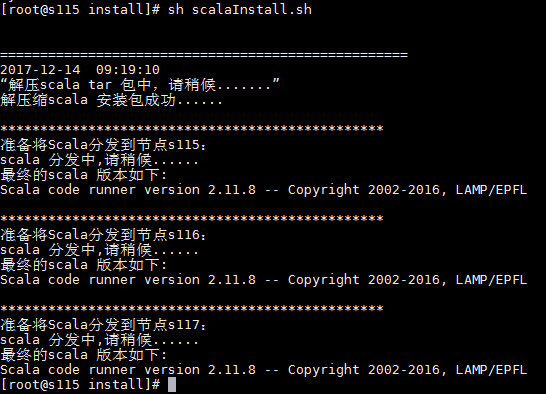 [root@s115 install]# sh scalaInstall.sh
====================================================
2017-12-14  09:19:10
“解压scala tar 包中, 请稍候.......”
解压缩scala 安装包成功......
*************************************************
准备将Scala分发到节点s115:
scala 分发中,请稍候......
最终的scala 版本如下:
Scala code runner version 2.11.8 -- Copyright 2002-2016, LAMP/EPFL
*************************************************
准备将Scala分发到节点s116:
scala 分发中,请稍候......
最终的scala 版本如下:
Scala code runner version 2.11.8 -- Copyright 2002-2016, LAMP/EPFL
*************************************************
准备将Scala分发到节点s117:
scala 分发中,请稍候......
最终的scala 版本如下:
Scala code runner version 2.11.8 -- Copyright 2002-2016, LAMP/EPFL
[root@s115 install]#